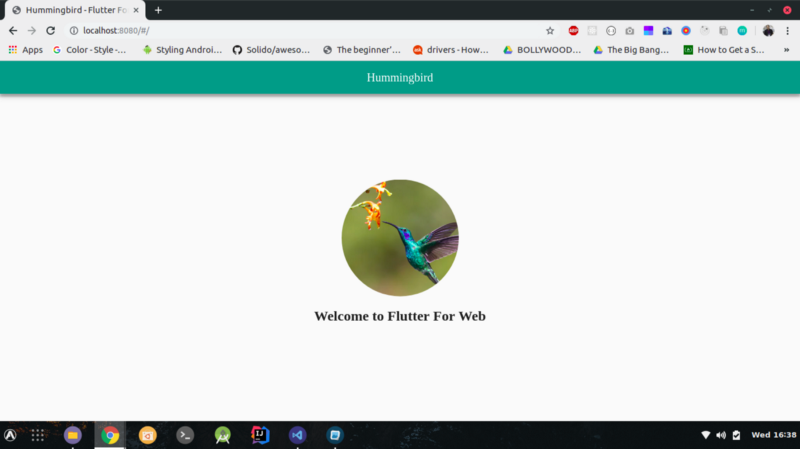 Hummingbird - Flutter Fo
localhost:8080/#/
Apps
Color - Style -...
Styling Androi...
Solido/aweso...
The beginner'...
drivers - How...
BOLLYWOOD...
The Big Bang...
How to Get a S...
»
Hummingbird
Welcome to Flutter For Web
Wed 16:38